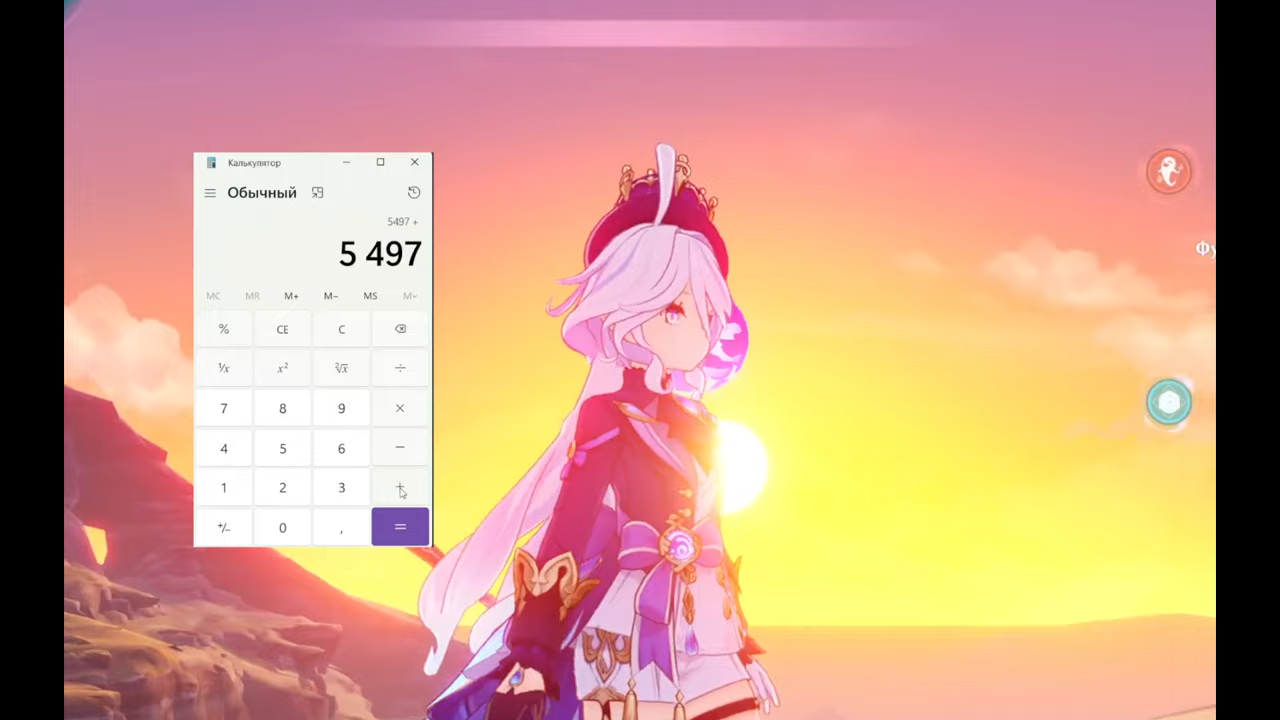 Калькулятор
Обычный
5497 +
5 497
MC MR M+ M− MS M˅
% CE C
¹/x x² ²√x ÷
7 8 9 ×
4 5 6 −
1 2 3 +
+/− 0 , =
Фу